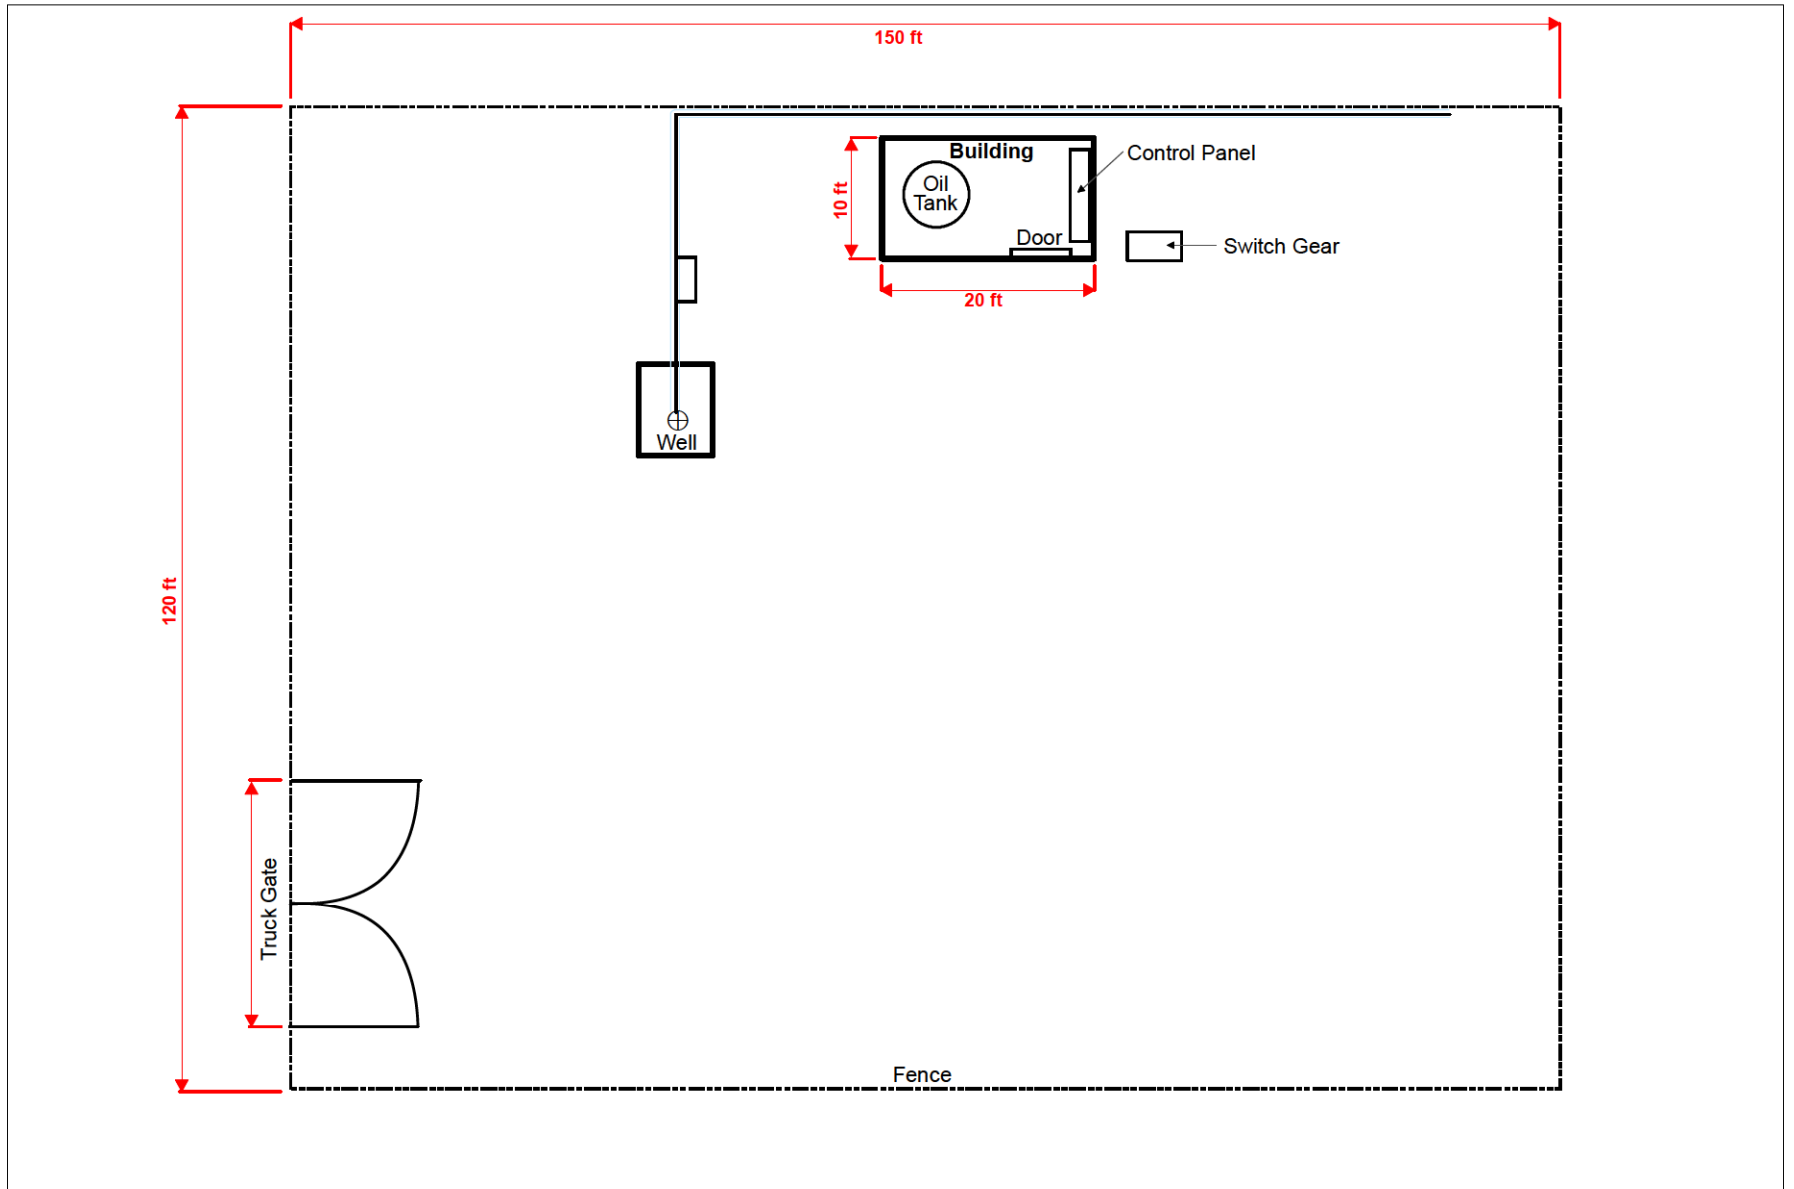 150 ft
Building
Control Panel
Oil
Tank
10 ft
Door
Switch Gear
20 ft
Well
120 ft
Truck Gate
Fence